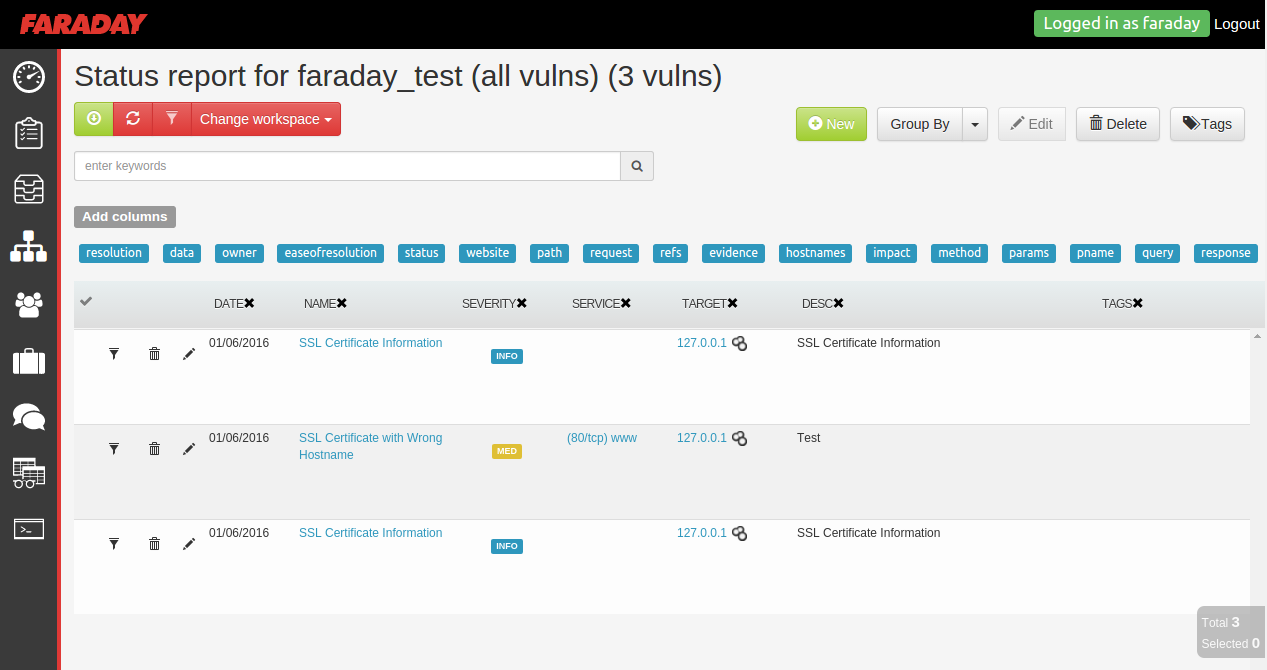 FARADAY
Logged in as faraday Logout
Status report for faraday_test (all vulns) (3 vulns)
Change workspace
New Group By Edit Delete Tags
enter keywords
Add columns
resolution data owner easeofresolution status website path request refs evidence hostnames impact method params pname query response
DATE NAME SEVERITY SERVICE TARGET DESC TAGS
01/06/2016 SSL Certificate Information INFO 127.0.0.1 SSL Certificate Information
01/06/2016 SSL Certificate with Wrong MED (80/tcp) www 127.0.0.1 Test
Hostname
01/06/2016 SSL Certificate Information INFO 127.0.0.1 SSL Certificate Information
Total 3
Selected 0